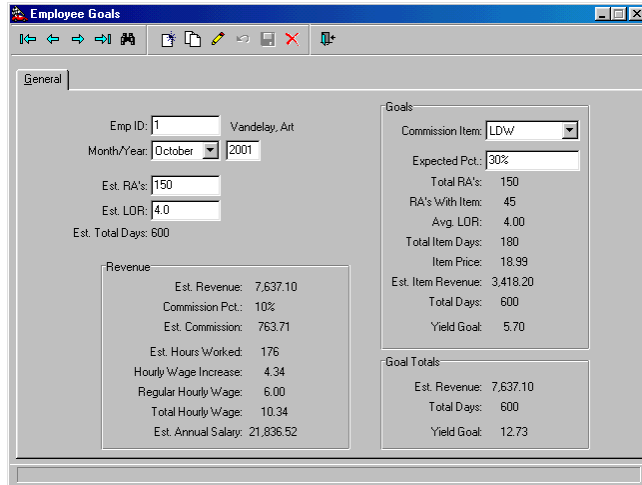 Employee Goals
General
Emp ID: 1 Vandelay, Art
Month/Year: October 2001
Est. RA's: 150
Est. LOR: 4.0
Est. Total Days: 600
Revenue
Est. Revenue: 7,637.10
Commission Pct.: 10%
Est. Commission: 763.71
Est. Hours Worked: 176
Hourly Wage Increase: 4.34
Regular Hourly Wage: 6.00
Total Hourly Wage: 10.34
Est. Annual Salary: 21,836.52
Goals
Commission Item: LDW
Expected Pct.: 30%
Total RA's: 150
RA's With Item: 45
Avg. LOR: 4.00
Total Item Days: 180
Item Price: 18.99
Est. Item Revenue: 3,418.20
Total Days: 600
Yield Goal: 5.70
Goal Totals
Est. Revenue: 7,637.10
Total Days: 600
Yield Goal: 12.73